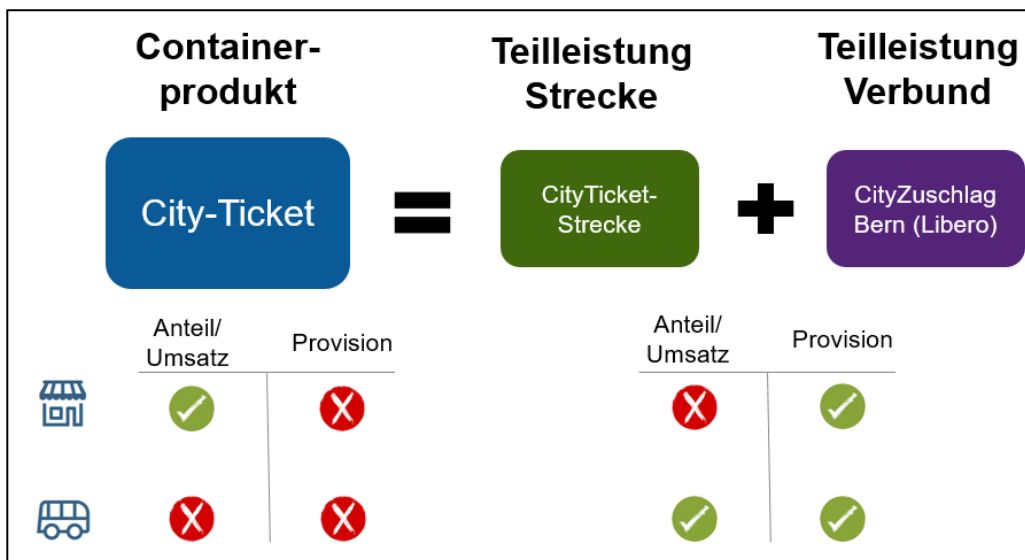 Container-
produkt
Teilleistung
Strecke
Teilleistung
Verbund
City-Ticket
CityTicket-
Strecke
CityZuschlag
Bern (Libero)
Anteil/
Umsatz
Provision
Anteil/
Umsatz
Provision